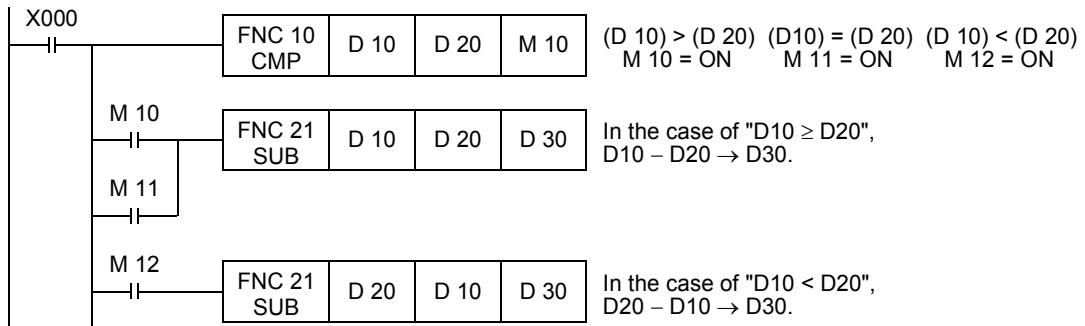 X000
FNC 10
CMP
D 10
D 20
M 10
(D 10) > (D 20) (D10) = (D 20) (D 10) < (D 20)
M 10 = ON M 11 = ON M 12 = ON
M 10
FNC 21
SUB
D 10
D 20
D 30
In the case of "D10 ≥ D20",
D10 − D20 → D30.
M 11
M 12
FNC 21
SUB
D 20
D 10
D 30
In the case of "D10 < D20",
D20 − D10 → D30.